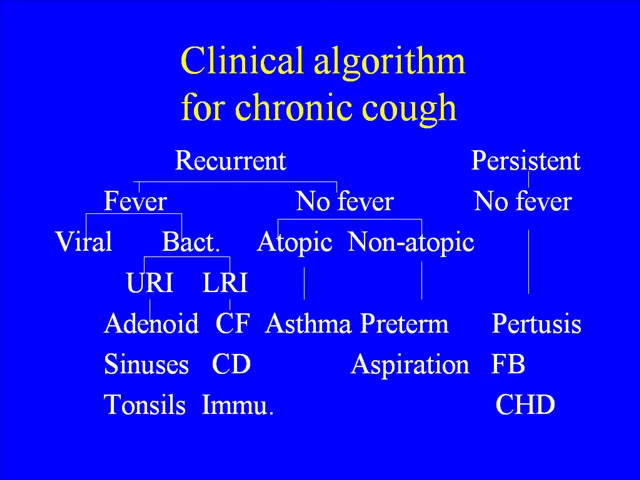 Clinical algorithm
for chronic cough
Recurrent Persistent
Fever No fever No fever
Viral Bact. Atopic Non-atopic
URI LRI
Adenoid CF Asthma Preterm Pertusis
Sinuses CD Aspiration FB
Tonsils Immu. CHD